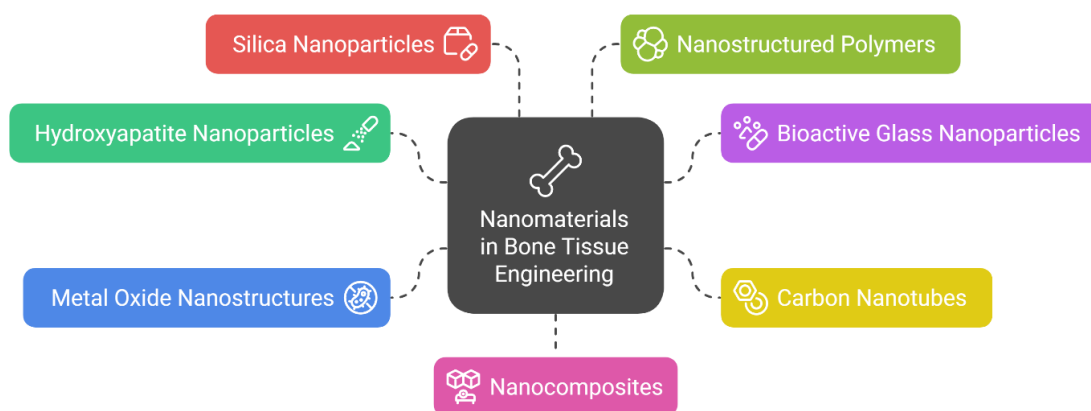 Silica Nanoparticles
Nanostructured Polymers
Hydroxyapatite Nanoparticles
Bioactive Glass Nanoparticles
Nanomaterials
in Bone Tissue
Engineering
Metal Oxide Nanostructures
Carbon Nanotubes
Nanocomposites